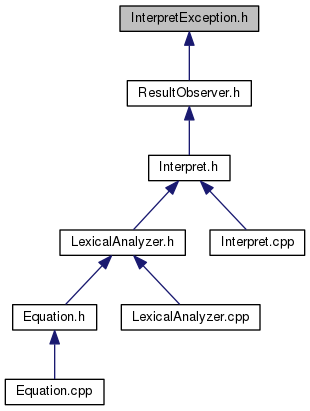 InterpretException.h
ResultObserver.h
Interpret.h
LexicalAnalyzer.h
Interpret.cpp
Equation.h
LexicalAnalyzer.cpp
Equation.cpp